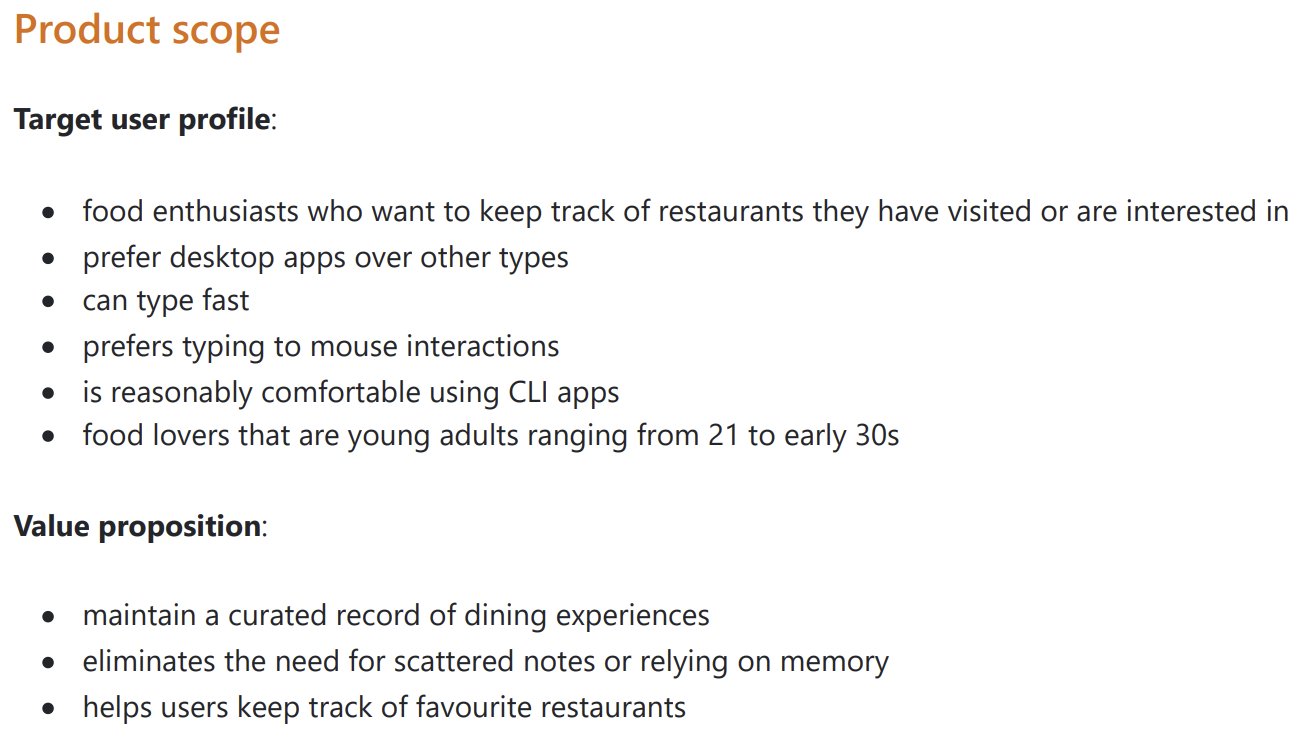 Product scope
Target user profile:
• food enthusiasts who want to keep track of restaurants they have visited or are interested in
• prefer desktop apps over other types
• can type fast
• prefers typing to mouse interactions
• is reasonably comfortable using CLI apps
• food lovers that are young adults ranging from 21 to early 30s
Value proposition:
• maintain a curated record of dining experiences
• eliminates the need for scattered notes or relying on memory
• helps users keep track of favourite restaurants